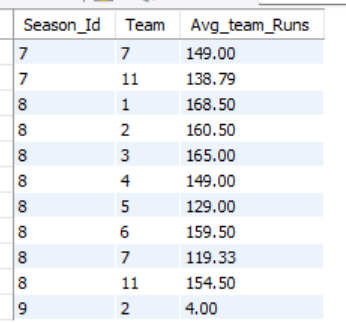 Season_Id Team Avg_team_Runs
7 7 149.00
7 11 138.79
8 1 168.50
8 2 160.50
8 3 165.00
8 4 149.00
8 5 129.00
8 6 159.50
8 7 119.33
8 11 154.50
9 2 4.00